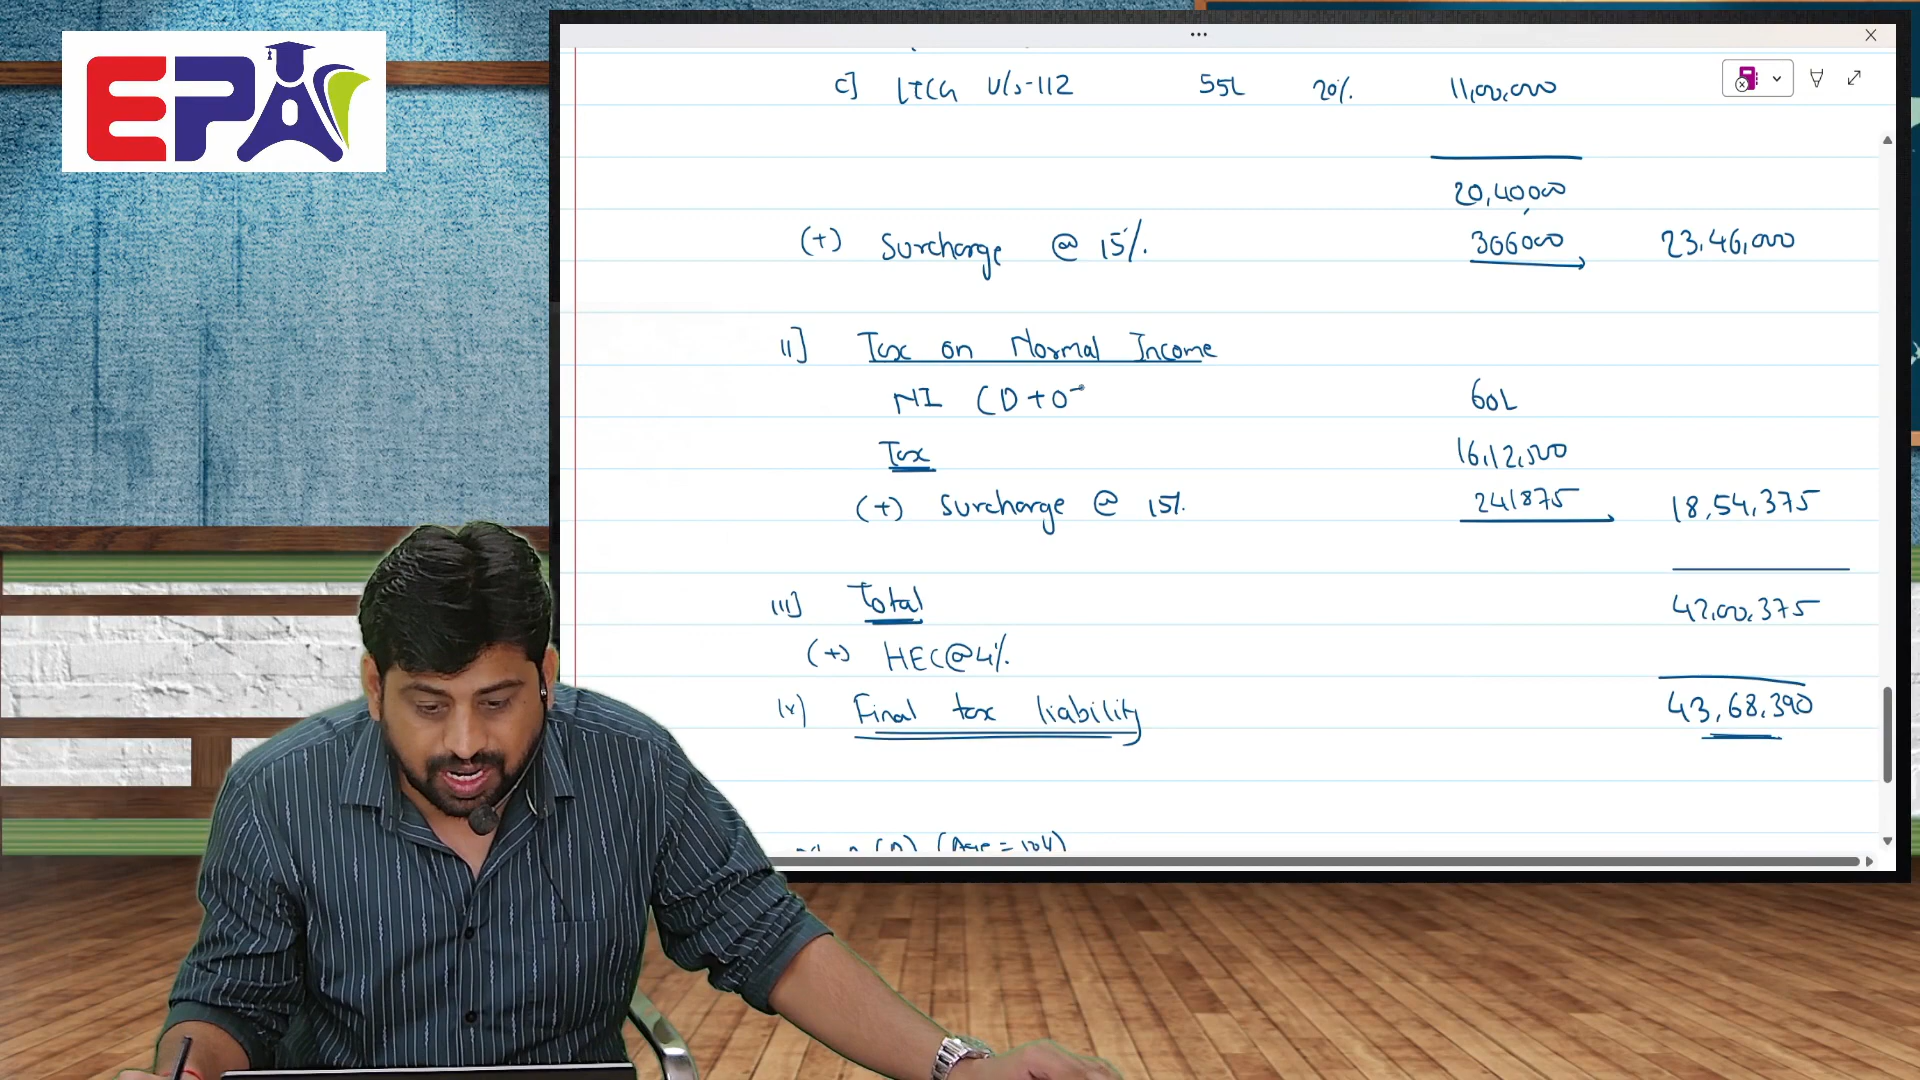 EPA
c] LTCG U/s-112 55L 20%. 11,00,000
20,40,000
(+) Surcharge @ 15%. 306000 23,46,000
ii] Tax on Normal Income
NI (D+O 60L
Tax 16,12,500
(+) Surcharge @ 15%. 241875 18,54,375
iii] Total 42,00,375
(+) HEC@4%.
iv) Final tax liability 43,68,390